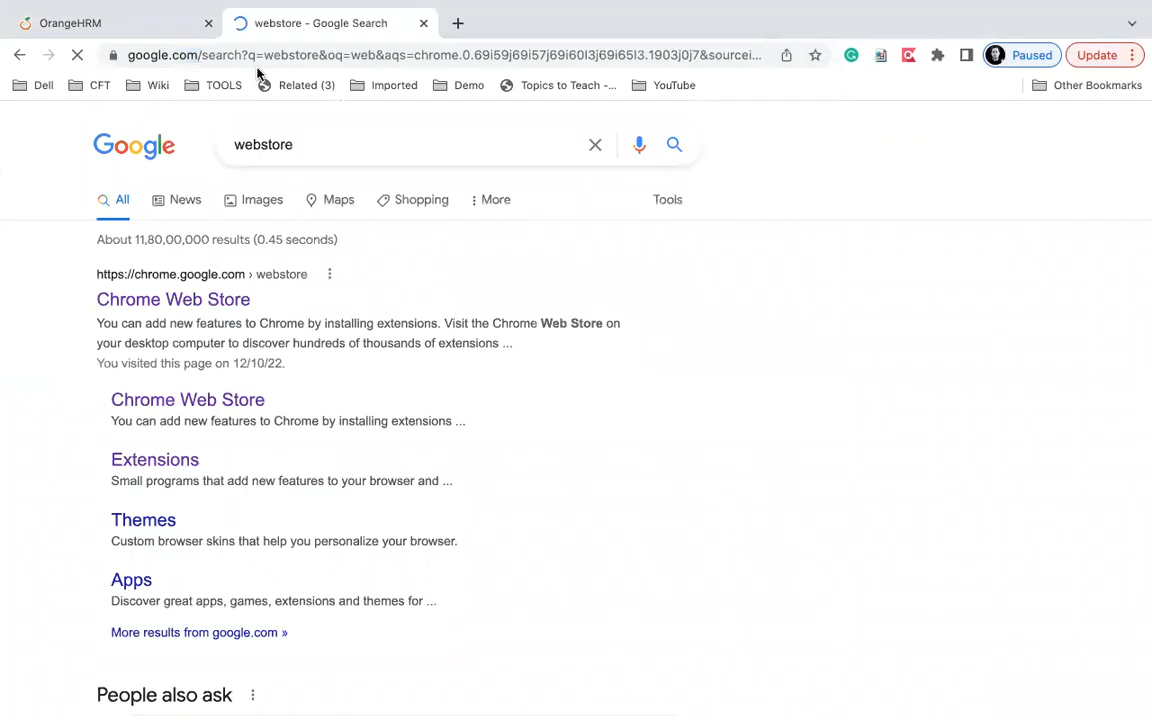 OrangeHRM
webstore - Google Search
google.com/search?q=webstore&oq=web&aqs=chrome.0.69i59j69i57j69i60l3j69i65l3.1903j0j7&sourcei...
Paused
Update
Dell
CFT
Wiki
TOOLS
Related (3)
Imported
Demo
Topics to Teach -...
YouTube
Other Bookmarks
Google
webstore
All
News
Images
Maps
Shopping
More
Tools
About 11,80,00,000 results (0.45 seconds)
https://chrome.google.com › webstore
Chrome Web Store
You can add new features to Chrome by installing extensions. Visit the Chrome Web Store on
your desktop computer to discover hundreds of thousands of extensions ...
You visited this page on 12/10/22.
Chrome Web Store
You can add new features to Chrome by installing extensions ...
Extensions
Small programs that add new features to your browser and ...
Themes
Custom browser skins that help you personalize your browser.
Apps
Discover great apps, games, extensions and themes for ...
More results from google.com »
People also ask